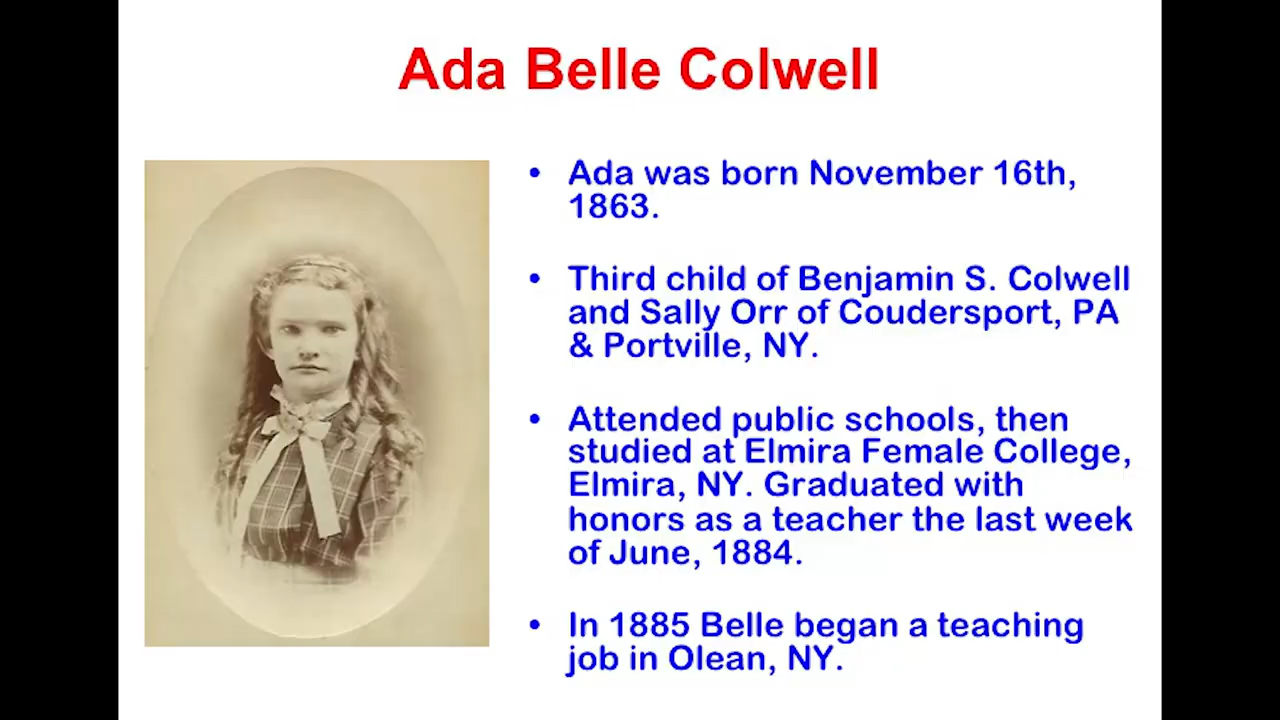 Ada Belle Colwell
• Ada was born November 16th,
1863.
• Third child of Benjamin S. Colwell
and Sally Orr of Coudersport, PA
& Portville, NY.
• Attended public schools, then
studied at Elmira Female College,
Elmira, NY. Graduated with
honors as a teacher the last week
of June, 1884.
• In 1885 Belle began a teaching
job in Olean, NY.